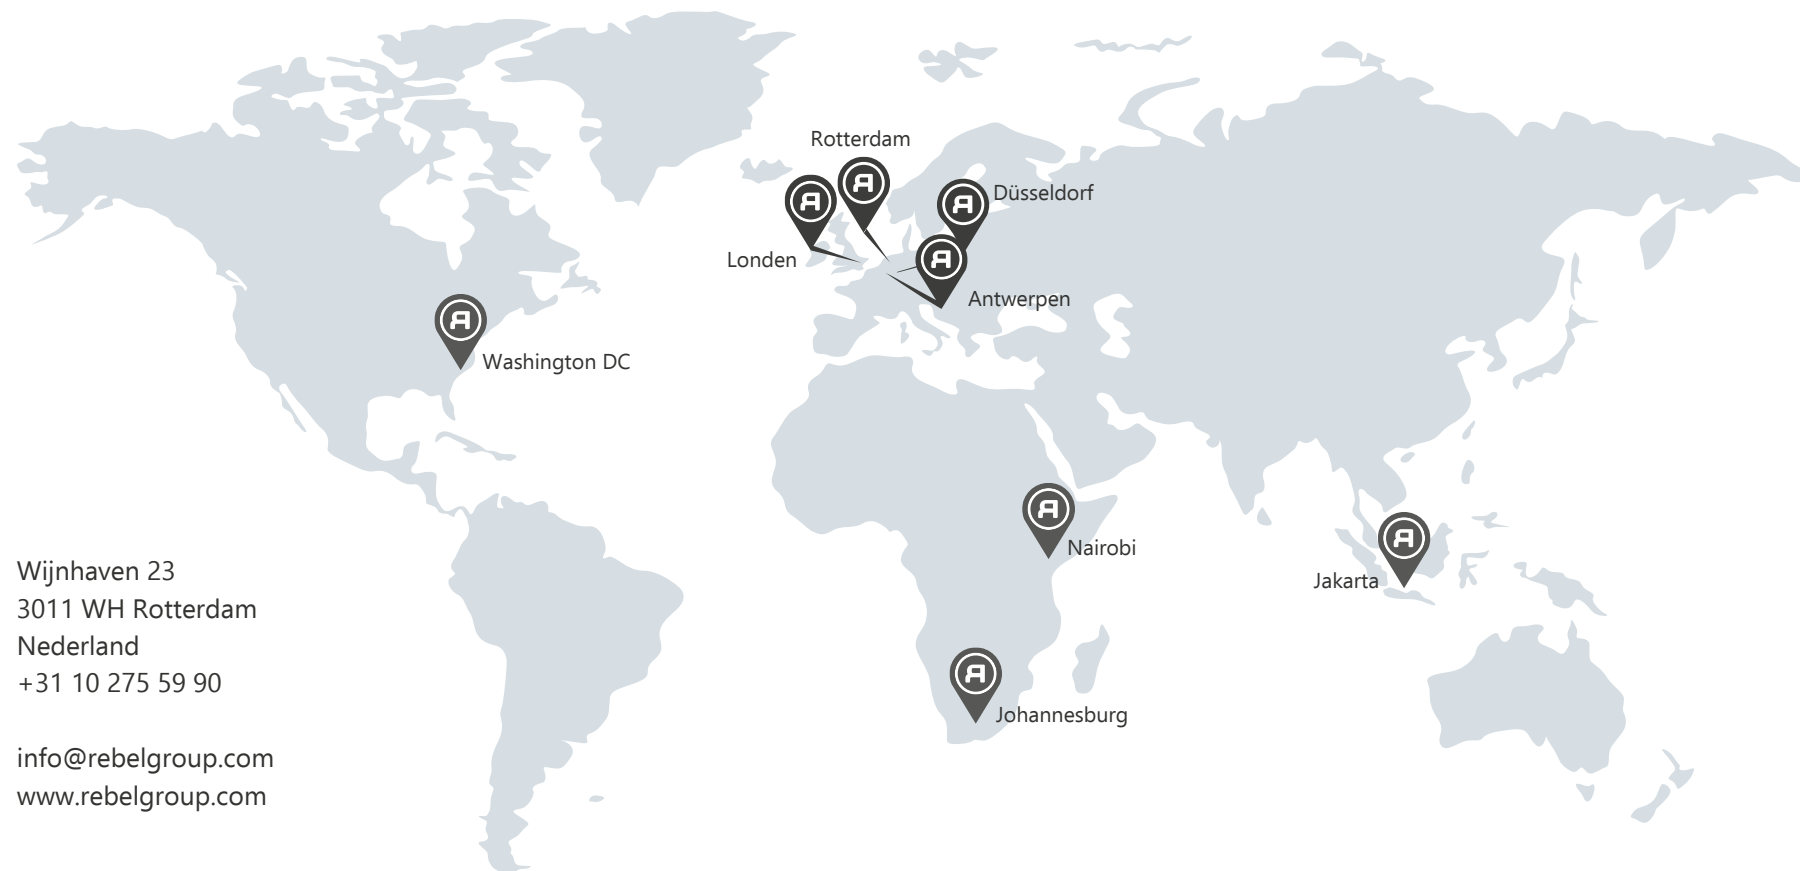 Rotterdam
Düsseldorf
Londen
Antwerpen
Washington DC
Nairobi
Jakarta
Johannesburg
Wijnhaven 23
3011 WH Rotterdam
Nederland
+31 10 275 59 90
info@rebelgroup.com
www.rebelgroup.com